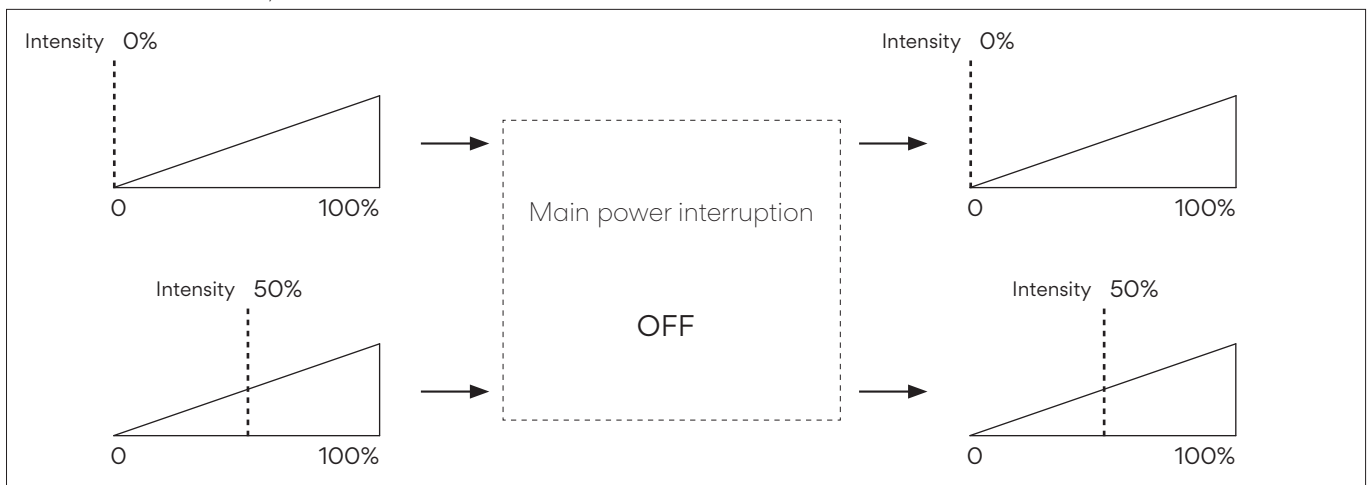 Intensity 0%
0 100%
Intensity 50%
0 100%
Main power interruption
OFF
Intensity 0%
0 100%
Intensity 50%
0 100%